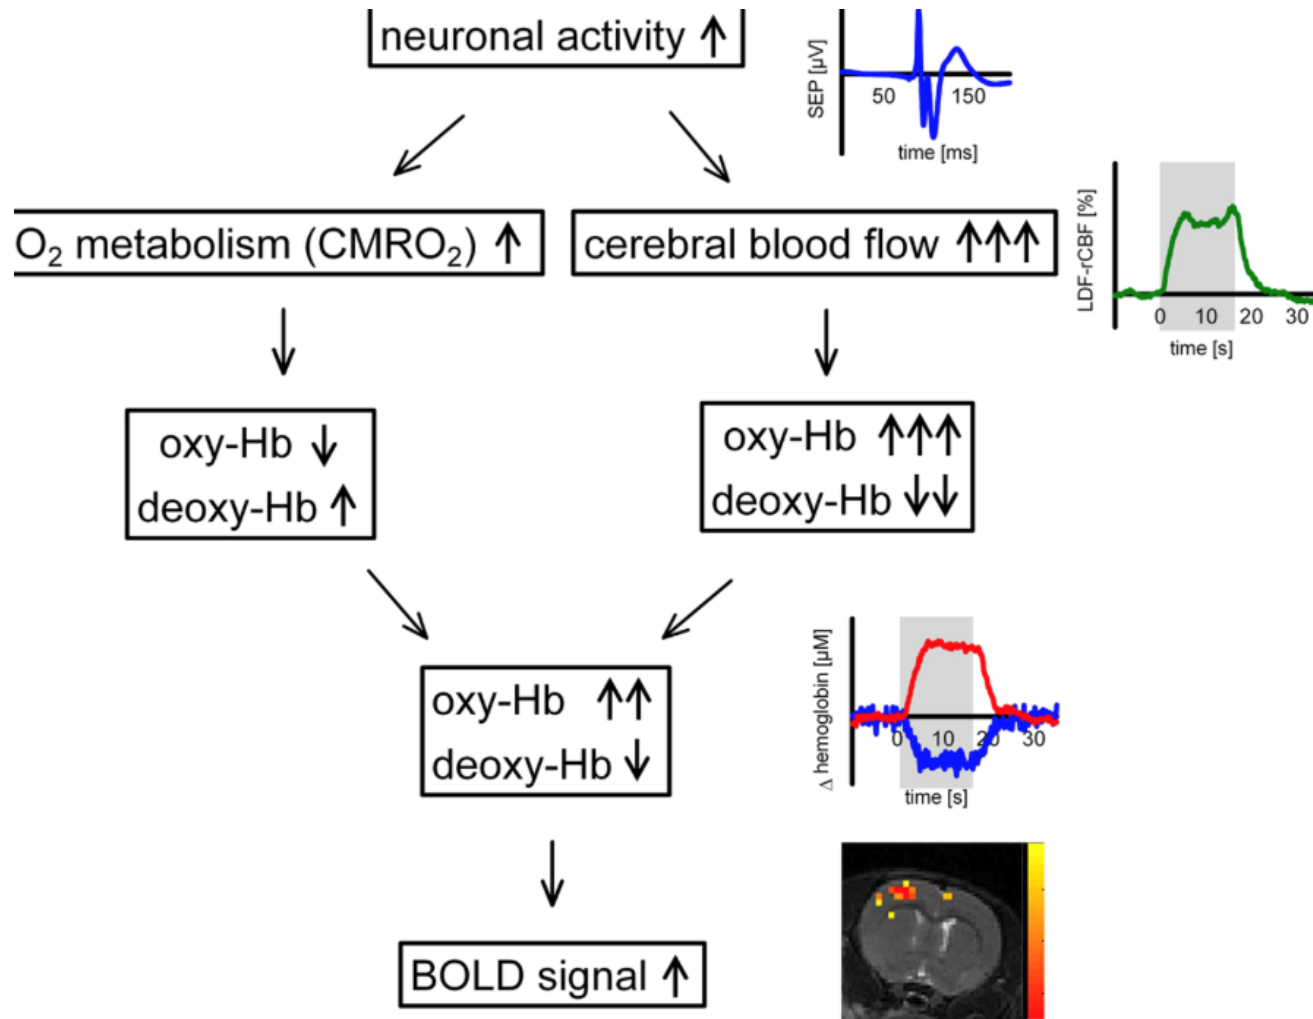 neuronal activity ↑
SEP [µV]
50 150
time [ms]
O₂ metabolism (CMRO₂) ↑
cerebral blood flow ↑↑↑
LDF-rCBF [%]
0 10 20 30
time [s]
oxy-Hb ↓
deoxy-Hb ↑
oxy-Hb ↑↑↑
deoxy-Hb ↓↓
oxy-Hb ↑↑
deoxy-Hb ↓
Δ hemoglobin [µM]
0 10 20 30
time [s]
BOLD signal ↑